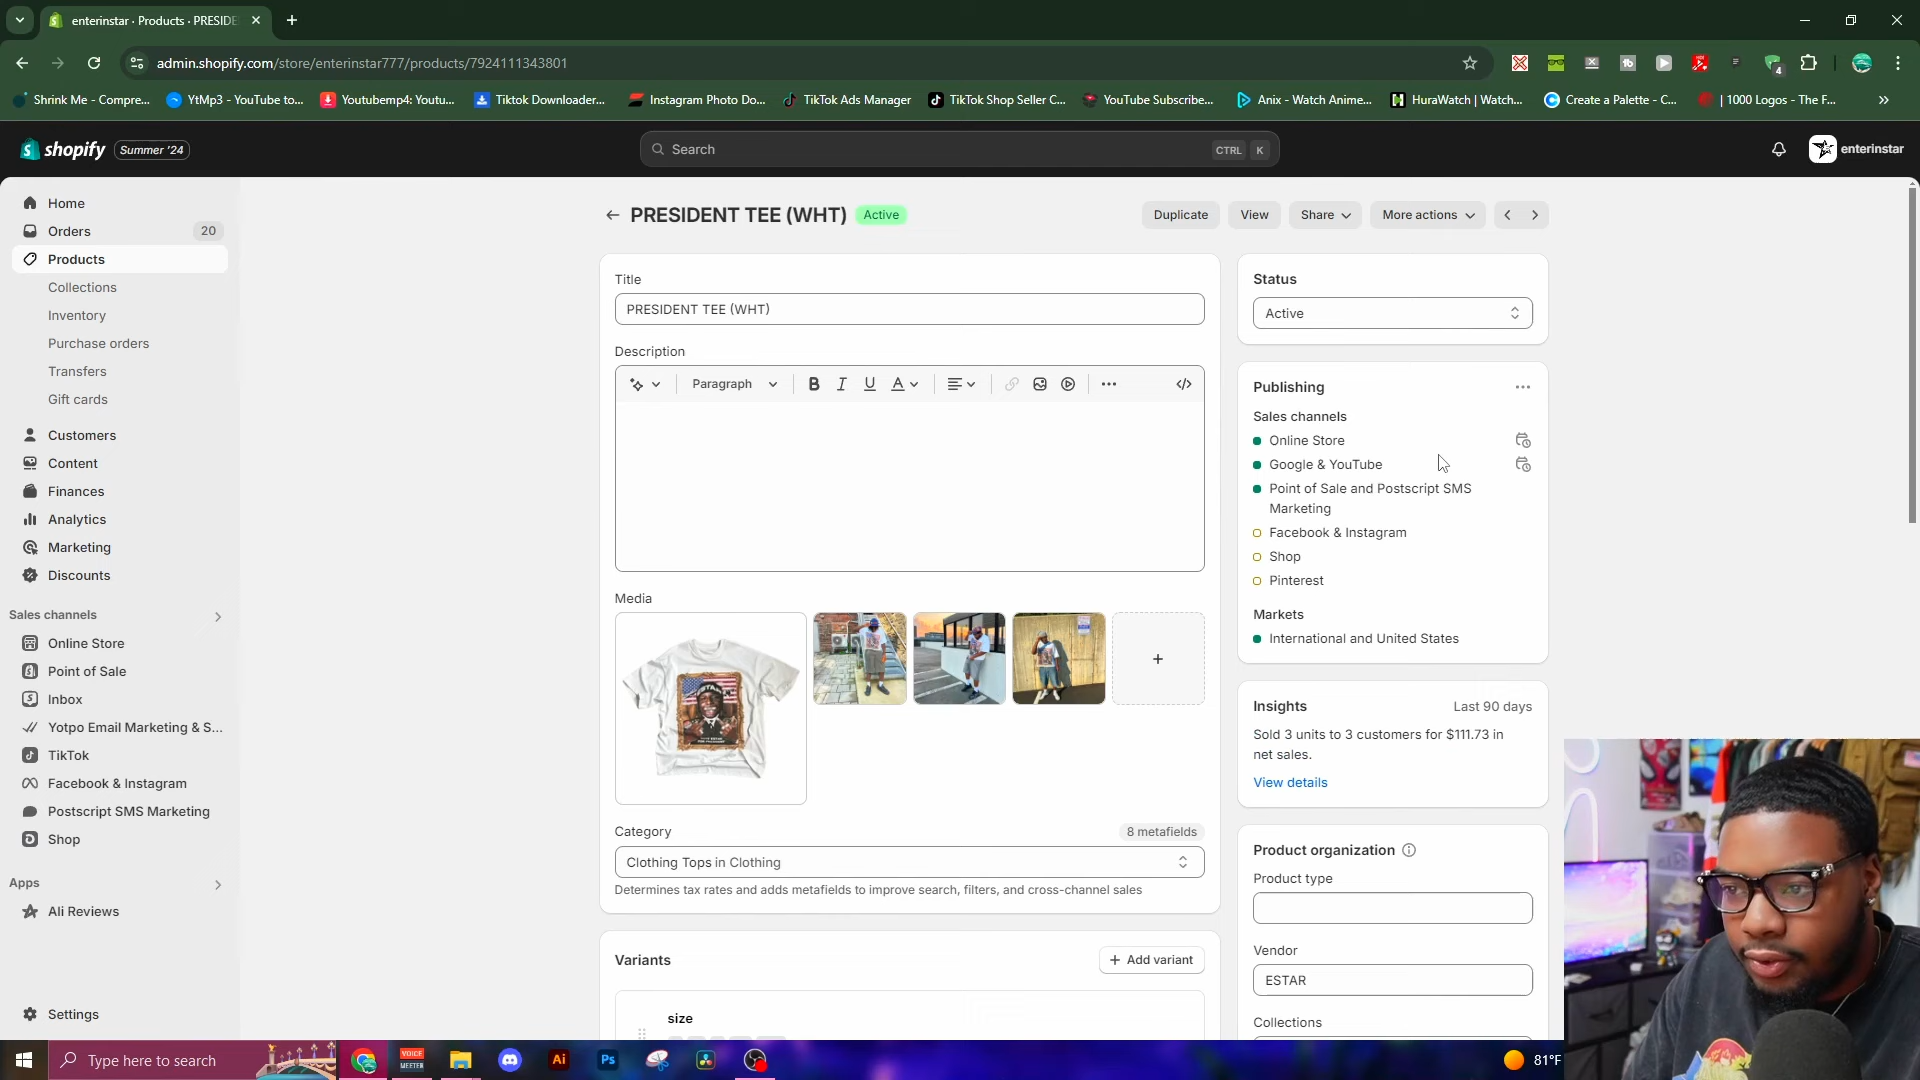 enterinstar · Products · PRESIDE
admin.shopify.com/store/enterinstar777/products/7924111343801
4
Shrink Me - Compre...
YtMp3 - YouTube to...
Youtubemp4: Youtu...
Tiktok Downloader...
Instagram Photo Do...
TikTok Ads Manager
TikTok Shop Seller C...
YouTube Subscribe...
Anix - Watch Anime...
HuraWatch | Watch...
Create a Palette - C...
| 1000 Logos - The F...
shopify
Summer '24
Search
CTRL K
enterinstar
Home
Orders 20
Products
Collections
Inventory
Purchase orders
Transfers
Gift cards
Customers
Content
Finances
Analytics
Marketing
Discounts
Sales channels
Online Store
Point of Sale
Inbox
Yotpo Email Marketing & S...
TikTok
Facebook & Instagram
Postscript SMS Marketing
Shop
Apps
Ali Reviews
Settings
PRESIDENT TEE (WHT) Active
Duplicate
View
Share
More actions
Title
PRESIDENT TEE (WHT)
Description
Paragraph
B I U A
Media
Category
8 metafields
Clothing Tops in Clothing
Determines tax rates and adds metafields to improve search, filters, and cross-channel sales
Variants
Add variant
size
Status
Active
Publishing
Sales channels
Online Store
Google & YouTube
Point of Sale and Postscript SMS
Marketing
Facebook & Instagram
Shop
Pinterest
Markets
International and United States
Insights
Last 90 days
Sold 3 units to 3 customers for $111.73 in
net sales.
View details
Product organization
Product type
Vendor
ESTAR
Collections
Type here to search
VOICE
MEETER
Ai
Ps
81°F